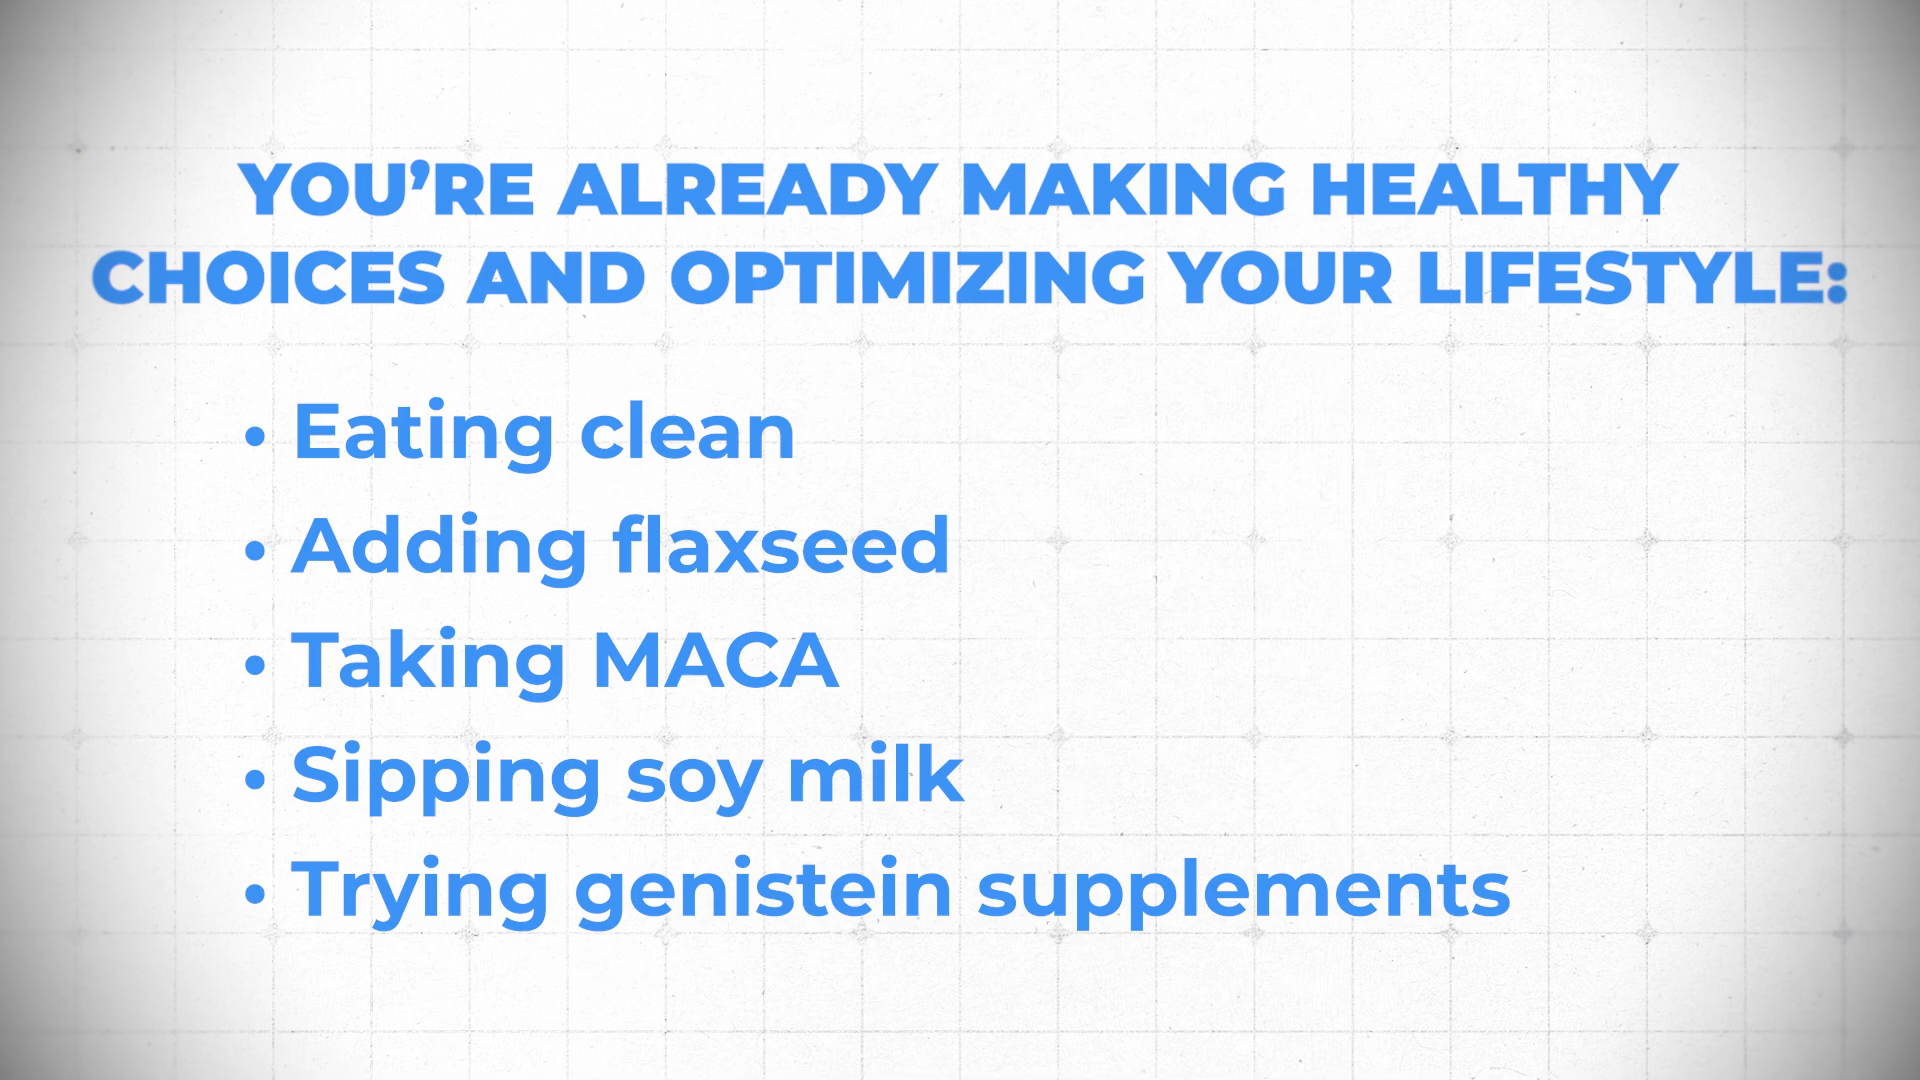 YOU’RE ALREADY MAKING HEALTHY
CHOICES AND OPTIMIZING YOUR LIFESTYLE:
• Eating clean
• Adding flaxseed
• Taking MACA
• Sipping soy milk
• Trying genistein supplements